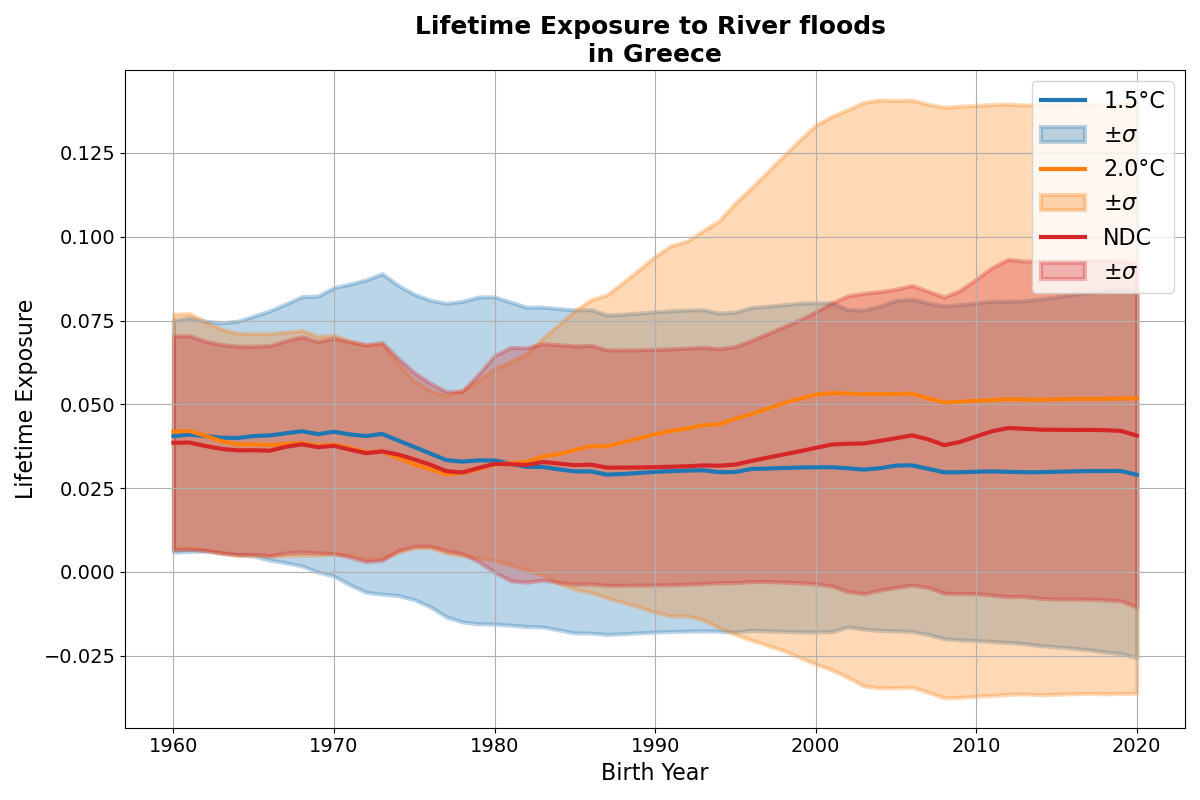 Lifetime Exposure to River floods
in Greece
Lifetime Exposure
0.125
0.100
0.075
0.050
0.025
0.000
−0.025
1960 1970 1980 1990 2000 2010 2020
Birth Year
1.5°C
±σ
2.0°C
±σ
NDC
±σ